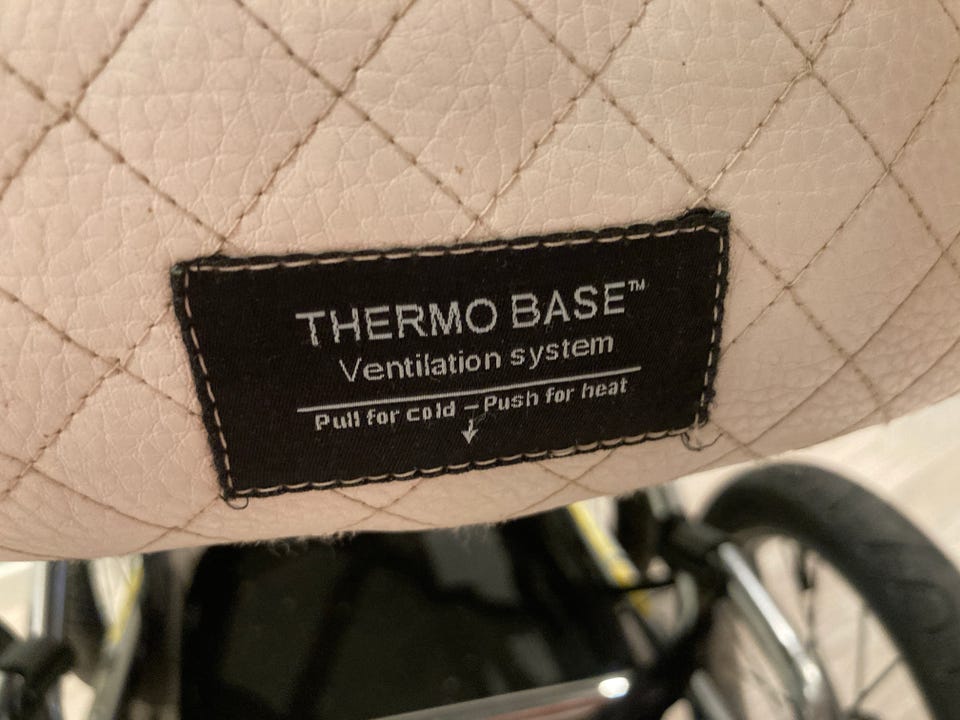 THERMO BASE™
Ventilation system
Pull for cold – Push for heat